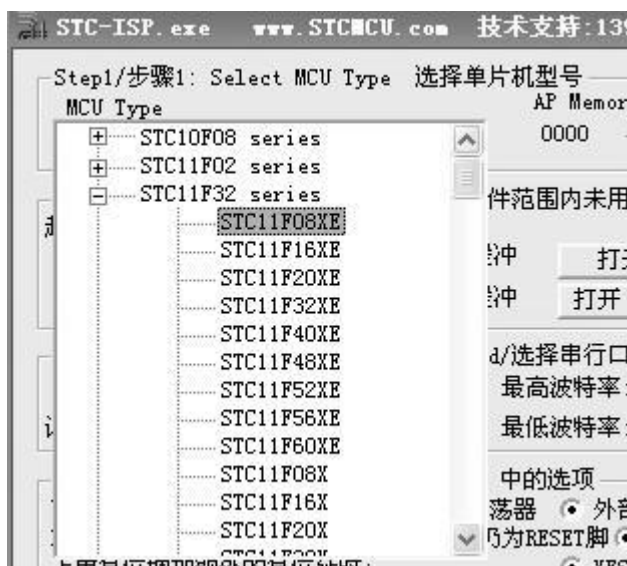 STC-ISP.exe www.STCMCU.com 技术支持:139
Step1/步骤1: Select MCU Type 选择单片机型号
MCU Type
AP Memor
0000
STC10F08 series
STC11F02 series
STC11F32 series
STC11F08XE
件范围内未用
STC11F16XE
STC11F20XE
冲 打
STC11F32XE
冲 打开
STC11F40XE
STC11F48XE
d/选择串行口
STC11F52XE
最高波特率:
STC11F56XE
最低波特率:
STC11F60XE
STC11F08X
中的选项
STC11F16X
荡器 外部
STC11F20X
仍为RESET脚